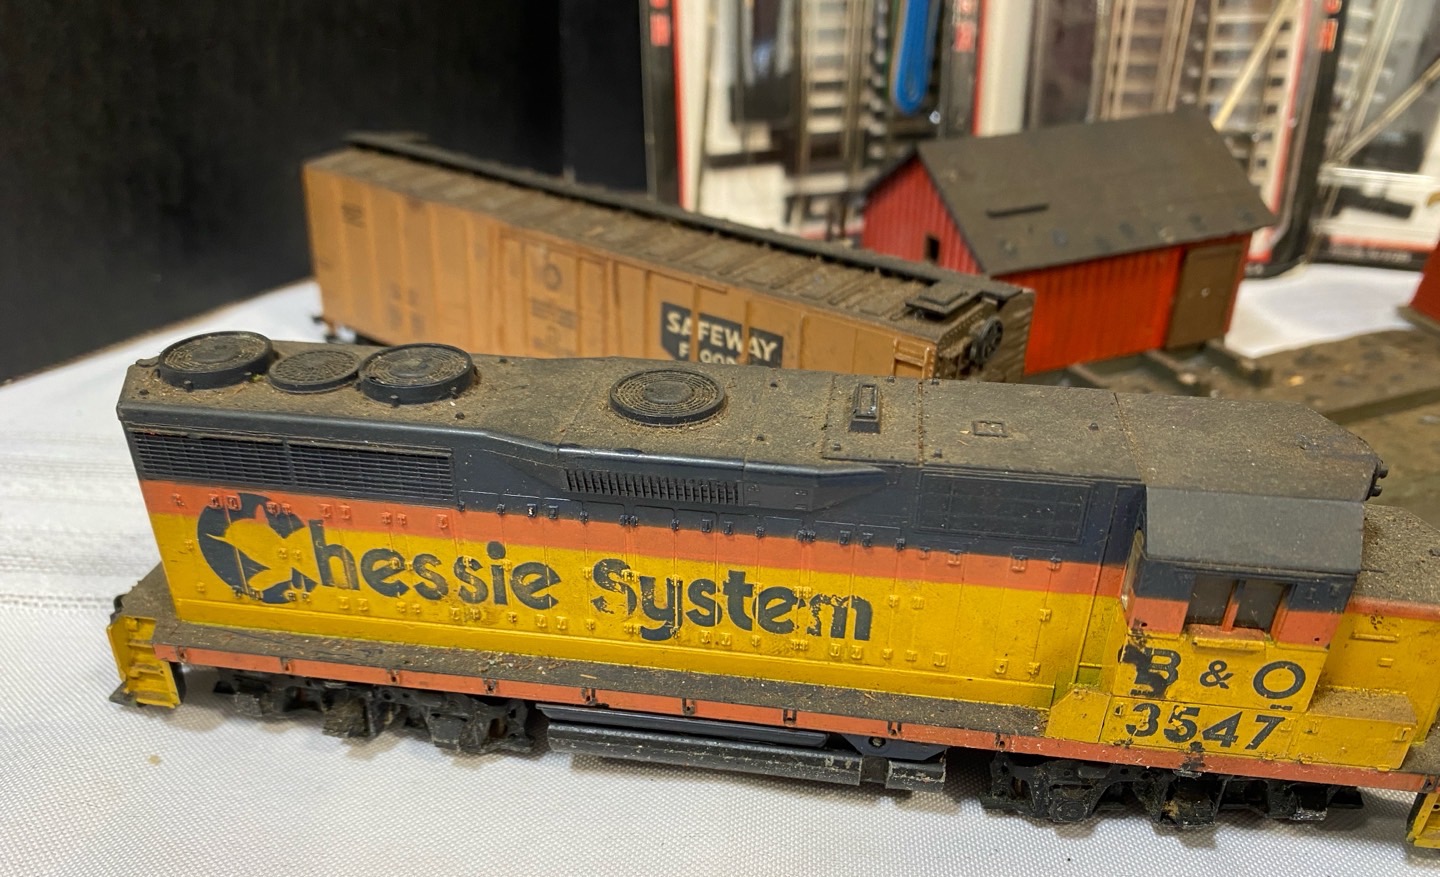 SAFEWAY
Chessie System
B & O
3547